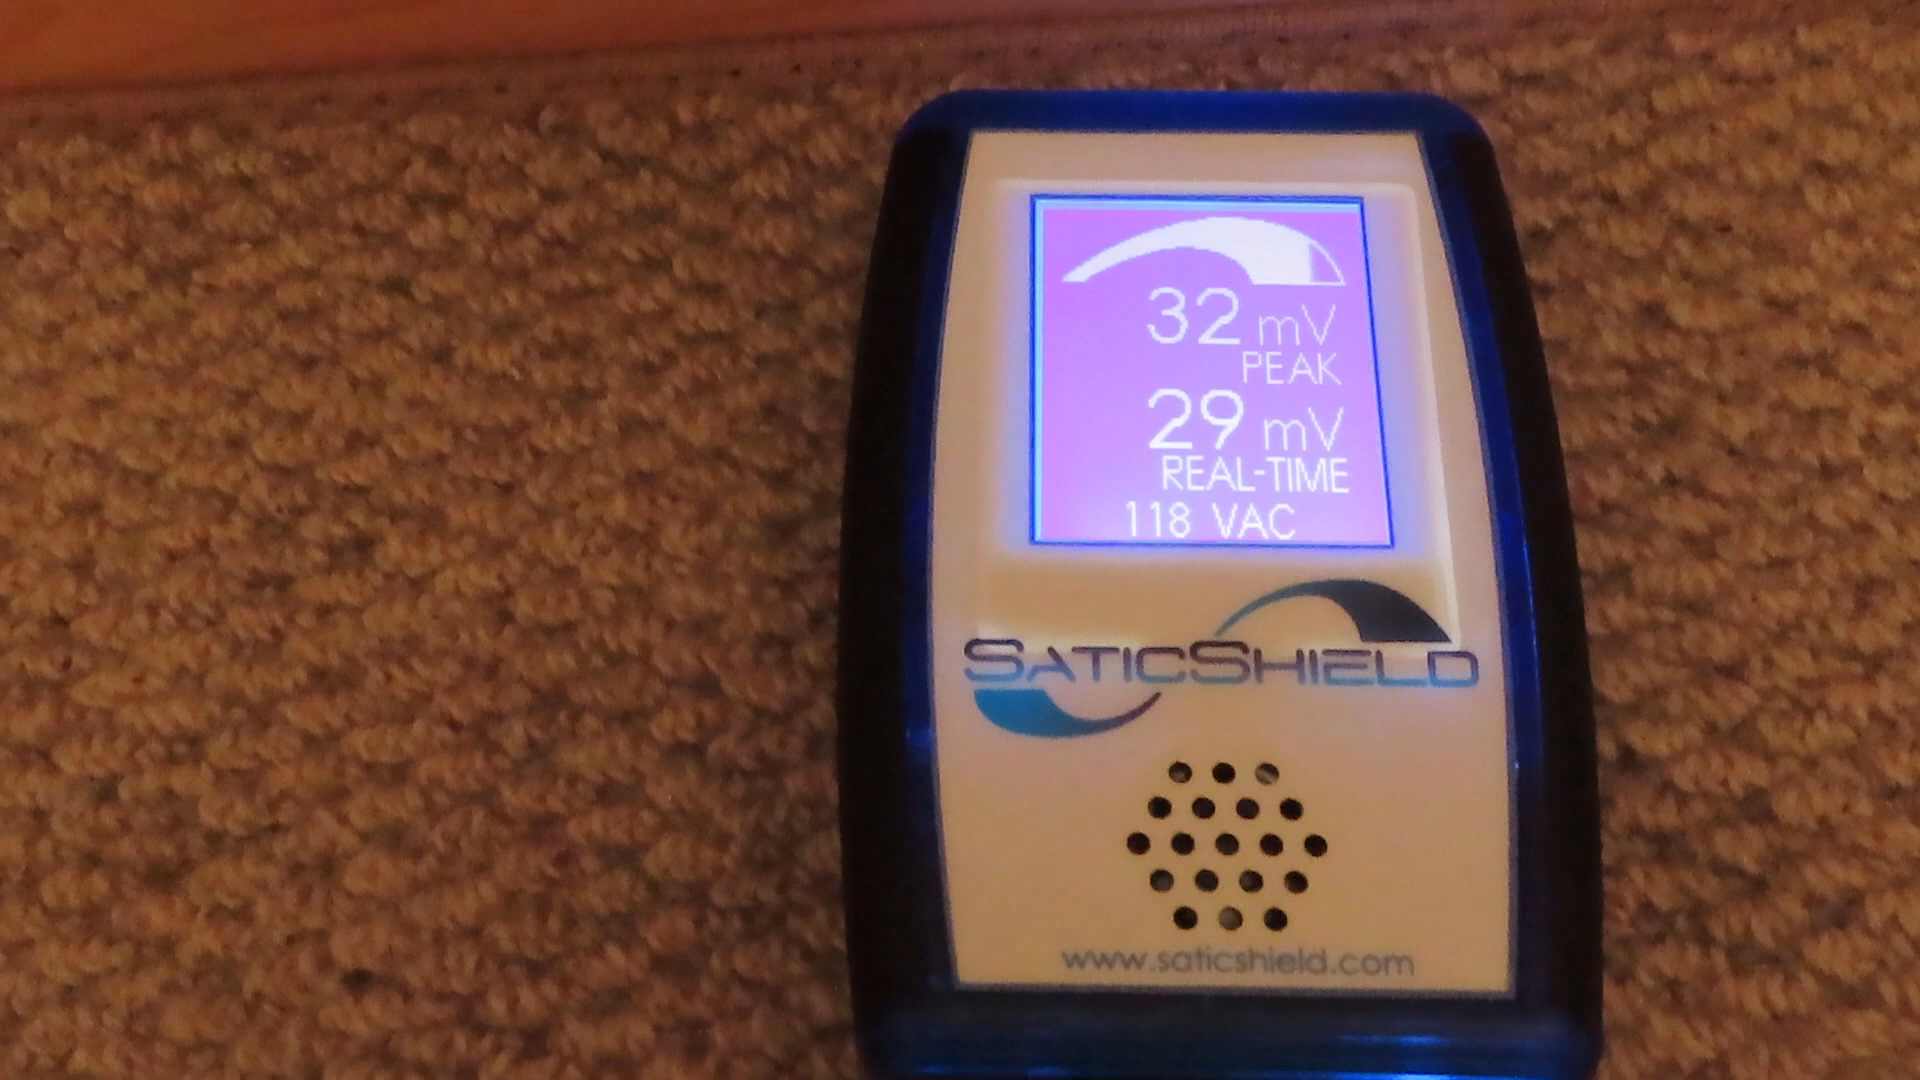 32 mV
PEAK
29 mV
REAL-TIME
118 VAC
SATICSHIELD
www.saticshield.com